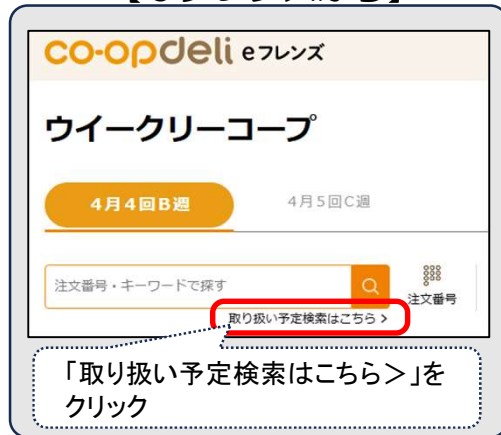 co-opdeli eフレンズ
ウイークリーコープ
4月4回B週 4月5回C週
注文番号・キーワードで探す
注文番号
取り扱い予定検索はこちら >
「取り扱い予定検索はこちら＞」を
クリック